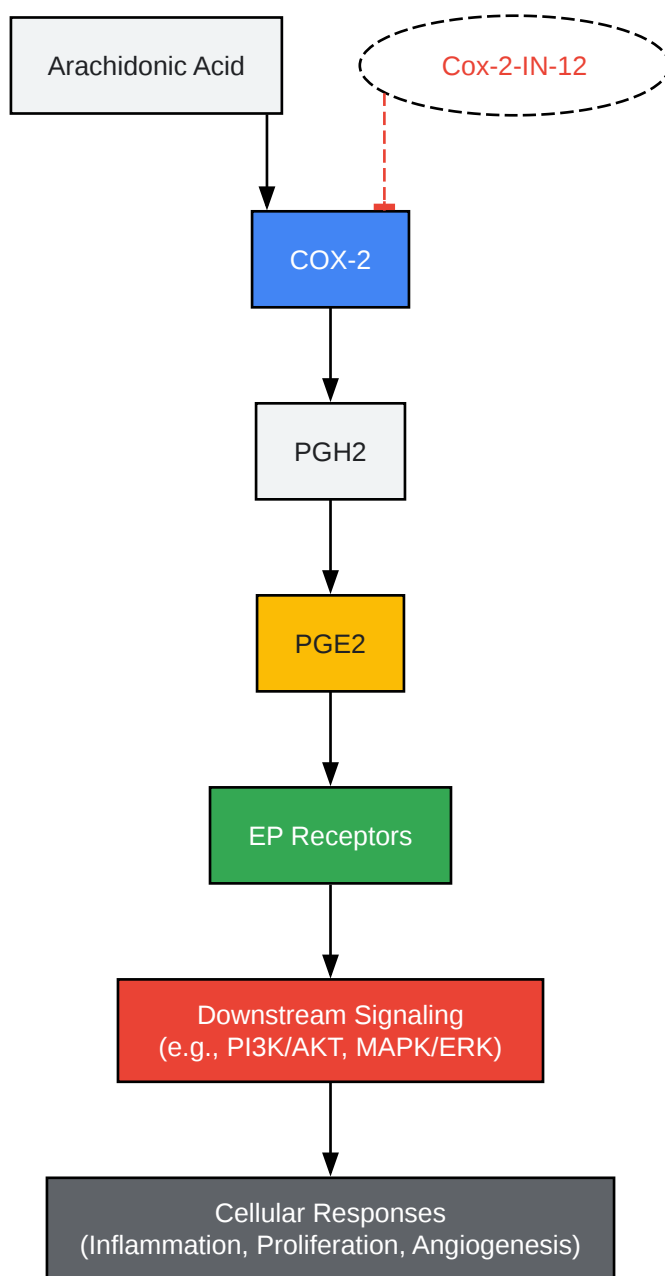 Arachidonic Acid
Cox-2-IN-12
COX-2
PGH2
PGE2
EP Receptors
Downstream Signaling
(e.g., PI3K/AKT, MAPK/ERK)
Cellular Responses
(Inflammation, Proliferation, Angiogenesis)